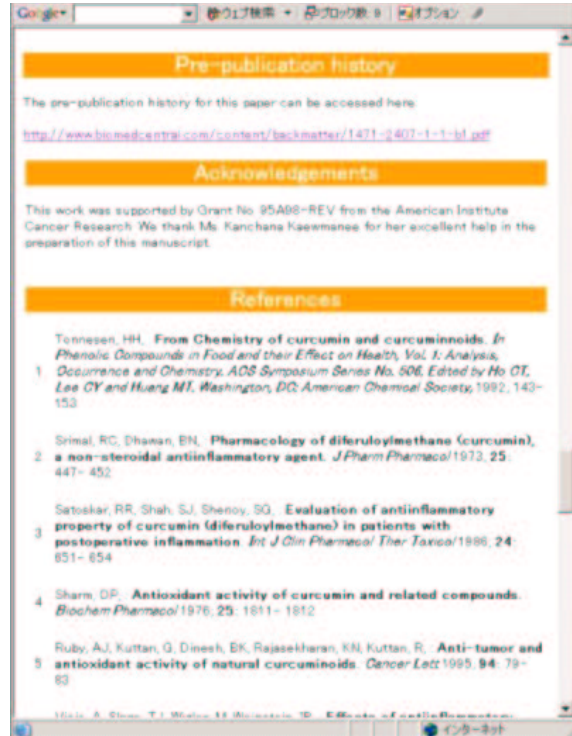 Google ウェブ検索 ブロック数: 9 オプション
Pre-publication history
The pre-publication history for this paper can be accessed here
http://www.biomedcentral.com/content/backmatter/1471-2407-1-1-b1.pdf
Acknowledgements
This work was supported by Grant No. 95A98-REV from the American Institute
Cancer Research. We thank Ms. Kanchana Kaewmanee for her excellent help in the
preparation of this manuscript.
References
Tonnesen, HH, From Chemistry of curcumin and curcuminnoids. In
Phenolic Compounds in Food and their Effect on Health, Vol. 1: Analysis,
1 Occurrence and Chemistry. ACS Symposium Series No. 506, Edited by Ho CT,
Lee CY and Huang MT. Washington, DC: American Chemical Society, 1992, 143-
153
Srimal, RC, Dhawan, BN, Pharmacology of diferuloylmethane (curcumin),
2 a non-steroidal antiinflammatory agent. J Pharm Pharmacol 1973, 25:
447- 452
Satoskar, RR, Shah, SJ, Shenoy, SG, Evaluation of antiinflammatory
3 property of curcumin (diferuloylmethane) in patients with
postoperative inflammation. Int J Clin Pharmacol Ther Toxicol 1986, 24:
651- 654
4 Sharm, DP, Antioxidant activity of curcumin and related compounds.
Biochem Pharmacol 1976, 25: 1811- 1812
Ruby, AJ, Kuttan, G, Dinesh, BK, Rajasekharan, KN, Kuttan, R, Anti-tumor and
5 antioxidant activity of natural curcuminoids. Cancer Lett 1995, 94: 79-
83
Effects of antiinflammatory
インターネット